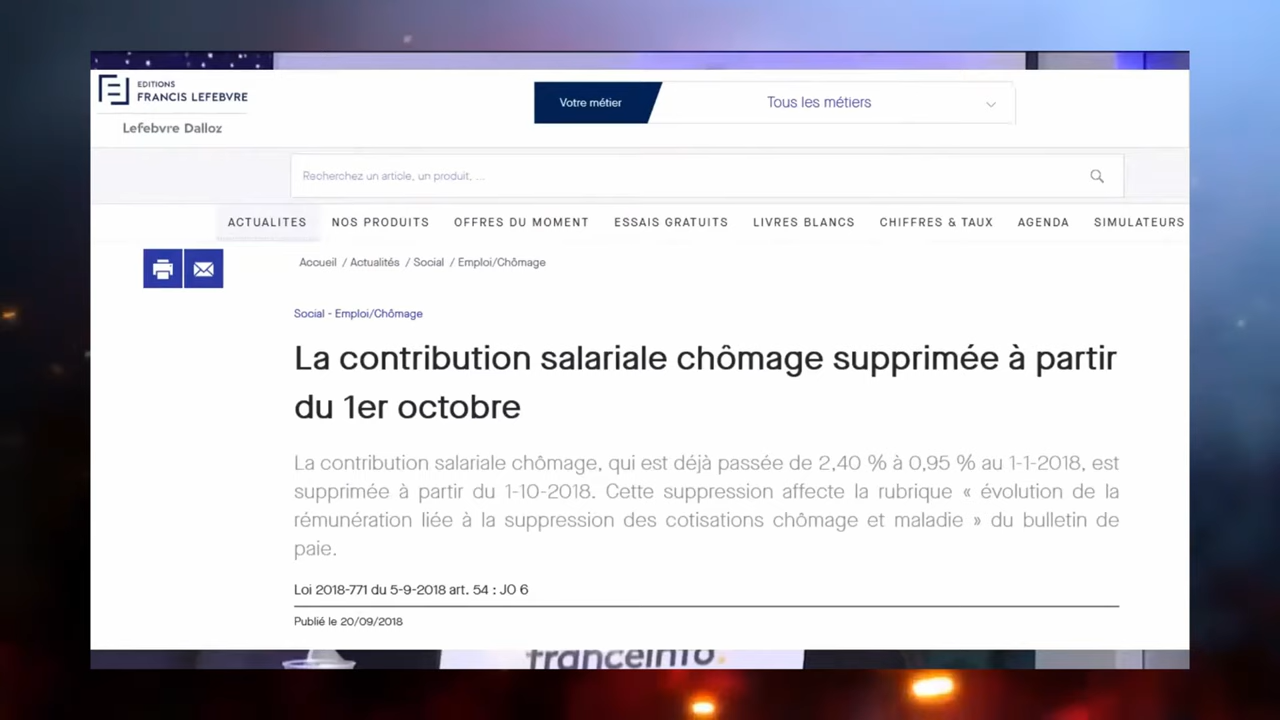 EDITIONS
FRANCIS LEFEBVRE
Lefebvre Dalloz
Votre métier
Tous les métiers
Recherchez un article, un produit, ...
ACTUALITES NOS PRODUITS OFFRES DU MOMENT ESSAIS GRATUITS LIVRES BLANCS CHIFFRES & TAUX AGENDA SIMULATEURS
Accueil / Actualités / Social / Emploi/Chômage
Social - Emploi/Chômage
La contribution salariale chômage supprimée à partir
du 1er octobre
La contribution salariale chômage, qui est déjà passée de 2,40 % à 0,95 % au 1-1-2018, est
supprimée à partir du 1-10-2018. Cette suppression affecte la rubrique « évolution de la
rémunération liée à la suppression des cotisations chômage et maladie » du bulletin de
paie.
Loi 2018-771 du 5-9-2018 art. 54 : JO 6
Publié le 20/09/2018
franceinfo